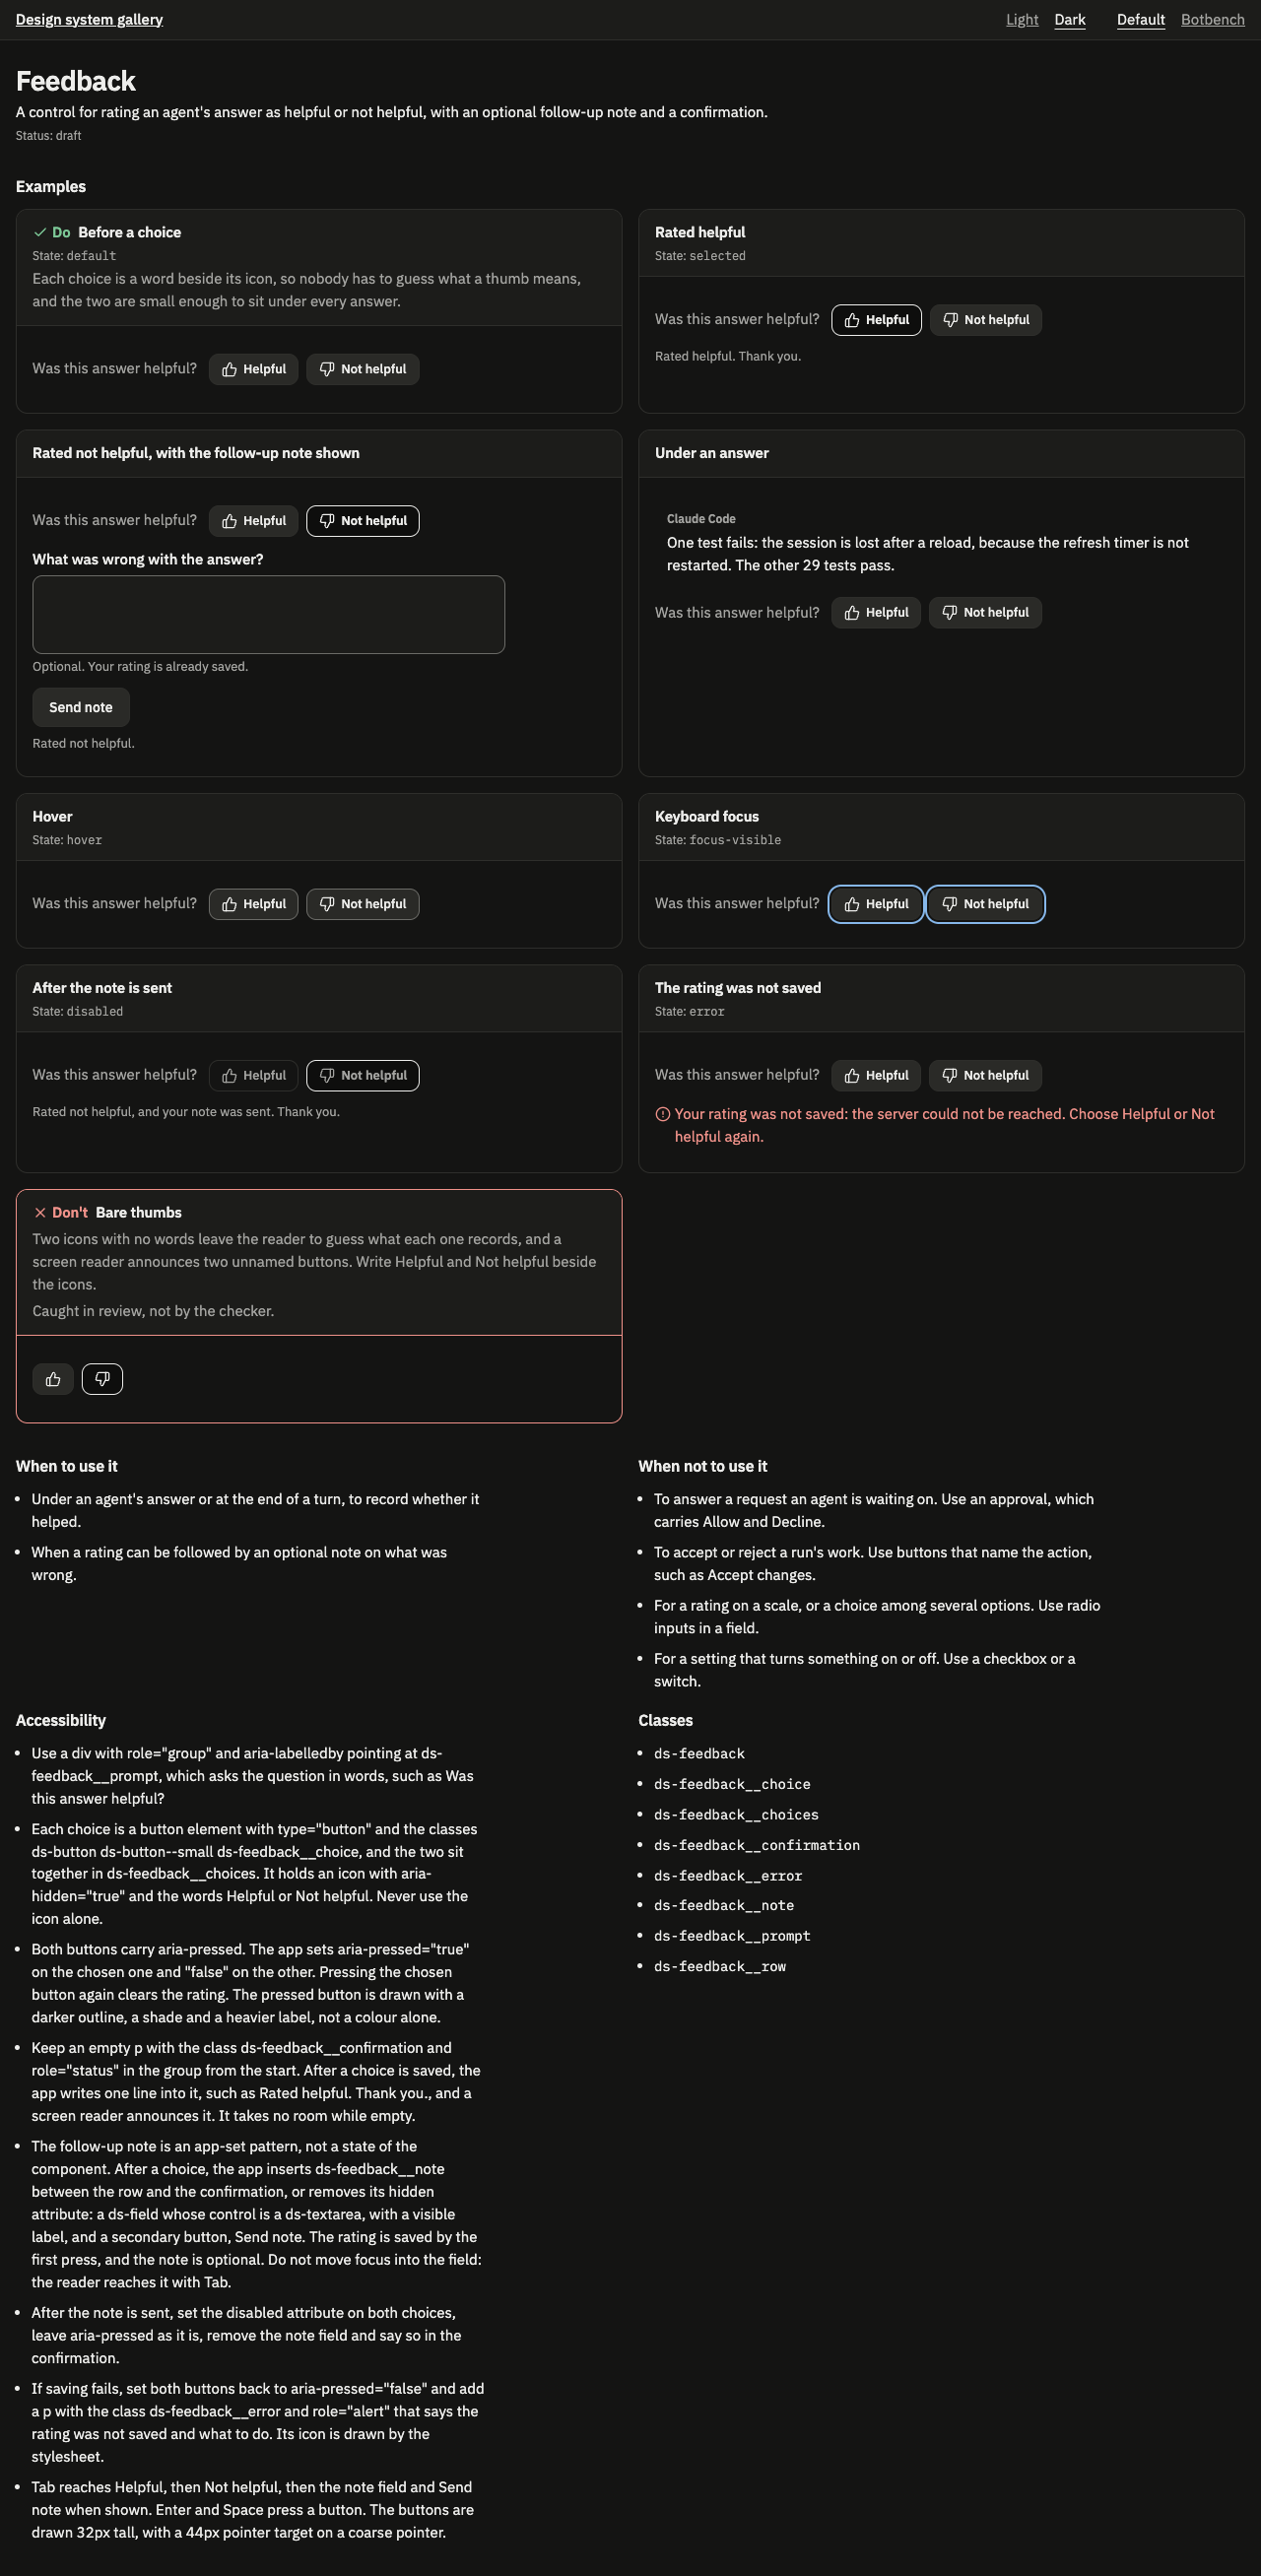 Design system gallery
Light Dark Default Botbench
Feedback
A control for rating an agent's answer as helpful or not helpful, with an optional follow-up note and a confirmation.
Status: draft
Examples
Do Before a choice
State: default
Each choice is a word beside its icon, so nobody has to guess what a thumb means,
and the two are small enough to sit under every answer.
Was this answer helpful? Helpful Not helpful
Rated helpful
State: selected
Was this answer helpful? Helpful Not helpful
Rated helpful. Thank you.
Rated not helpful, with the follow-up note shown
Was this answer helpful? Helpful Not helpful
What was wrong with the answer?
Optional. Your rating is already saved.
Send note
Rated not helpful.
Under an answer
Claude Code
One test fails: the session is lost after a reload, because the refresh timer is not
restarted. The other 29 tests pass.
Was this answer helpful? Helpful Not helpful
Hover
State: hover
Was this answer helpful? Helpful Not helpful
Keyboard focus
State: focus-visible
Was this answer helpful? Helpful Not helpful
After the note is sent
State: disabled
Was this answer helpful? Helpful Not helpful
Rated not helpful, and your note was sent. Thank you.
The rating was not saved
State: error
Was this answer helpful? Helpful Not helpful
Your rating was not saved: the server could not be reached. Choose Helpful or Not
helpful again.
Don't Bare thumbs
Two icons with no words leave the reader to guess what each one records, and a
screen reader announces two unnamed buttons. Write Helpful and Not helpful beside
the icons.
Caught in review, not by the checker.
When to use it
• Under an agent's answer or at the end of a turn, to record whether it
helped.
• When a rating can be followed by an optional note on what was
wrong.
When not to use it
• To answer a request an agent is waiting on. Use an approval, which
carries Allow and Decline.
• To accept or reject a run's work. Use buttons that name the action,
such as Accept changes.
• For a rating on a scale, or a choice among several options. Use radio
inputs in a field.
• For a setting that turns something on or off. Use a checkbox or a
switch.
Accessibility
• Use a div with role="group" and aria-labelledby pointing at ds-
feedback__prompt, which asks the question in words, such as Was
this answer helpful?
• Each choice is a button element with type="button" and the classes
ds-button ds-button--small ds-feedback__choice, and the two sit
together in ds-feedback__choices. It holds an icon with aria-
hidden="true" and the words Helpful or Not helpful. Never use the
icon alone.
• Both buttons carry aria-pressed. The app sets aria-pressed="true"
on the chosen one and "false" on the other. Pressing the chosen
button again clears the rating. The pressed button is drawn with a
darker outline, a shade and a heavier label, not a colour alone.
• Keep an empty p with the class ds-feedback__confirmation and
role="status" in the group from the start. After a choice is saved, the
app writes one line into it, such as Rated helpful. Thank you., and a
screen reader announces it. It takes no room while empty.
• The follow-up note is an app-set pattern, not a state of the
component. After a choice, the app inserts ds-feedback__note
between the row and the confirmation, or removes its hidden
attribute: a ds-field whose control is a ds-textarea, with a visible
label, and a secondary button, Send note. The rating is saved by the
first press, and the note is optional. Do not move focus into the field:
the reader reaches it with Tab.
• After the note is sent, set the disabled attribute on both choices,
leave aria-pressed as it is, remove the note field and say so in the
confirmation.
• If saving fails, set both buttons back to aria-pressed="false" and add
a p with the class ds-feedback__error and role="alert" that says the
rating was not saved and what to do. Its icon is drawn by the
stylesheet.
• Tab reaches Helpful, then Not helpful, then the note field and Send
note when shown. Enter and Space press a button. The buttons are
drawn 32px tall, with a 44px pointer target on a coarse pointer.
Classes
• ds-feedback
• ds-feedback__choice
• ds-feedback__choices
• ds-feedback__confirmation
• ds-feedback__error
• ds-feedback__note
• ds-feedback__prompt
• ds-feedback__row